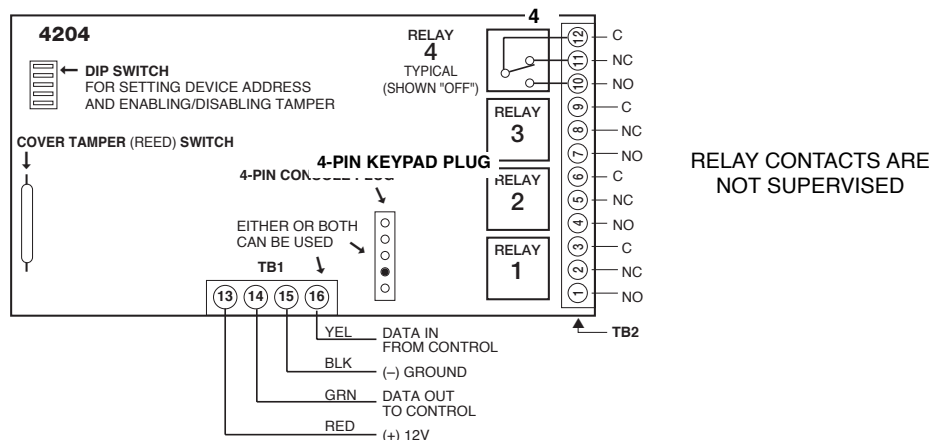 4
4204
RELAY
4
TYPICAL
(SHOWN "OFF")
DIP SWITCH
FOR SETTING DEVICE ADDRESS
AND ENABLING/DISABLING TAMPER
COVER TAMPER (REED) SWITCH
4-PIN KEYPAD PLUG
4-PIN CONSOLE PLUG
EITHER OR BOTH
CAN BE USED
TB1
13 14 15 16
RELAY
3
RELAY
2
RELAY
1
12 C
11 NC
10 NO
9 C
8 NC
7 NO
6 C
5 NC
4 NO
3 C
2 NC
1 NO
TB2
YEL DATA IN
FROM CONTROL
BLK (–) GROUND
GRN DATA OUT
TO CONTROL
RED (+) 12V
RELAY CONTACTS ARE
NOT SUPERVISED